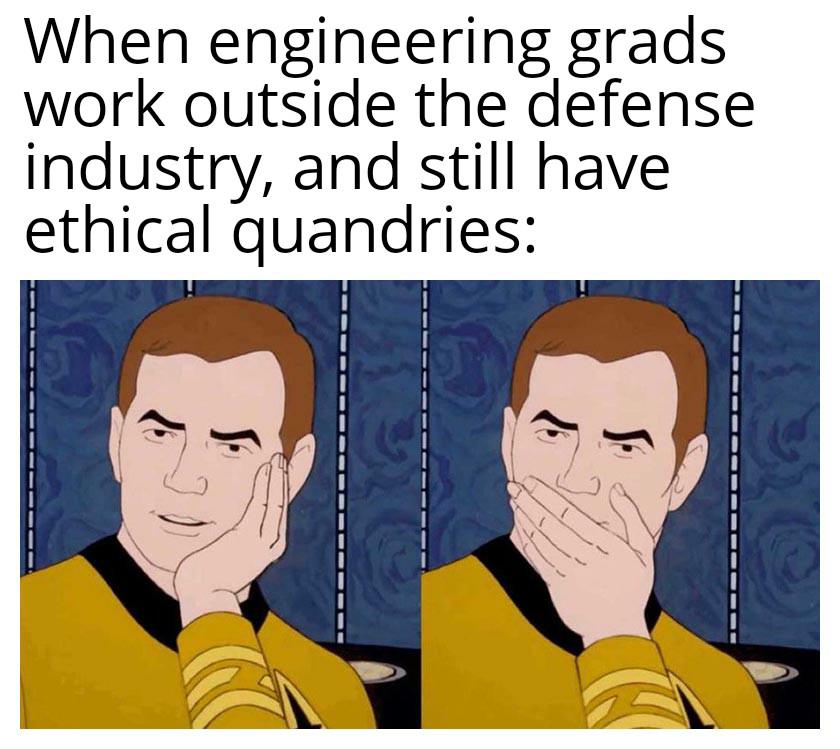 When engineering grads
work outside the defense
industry, and still have
ethical quandries: